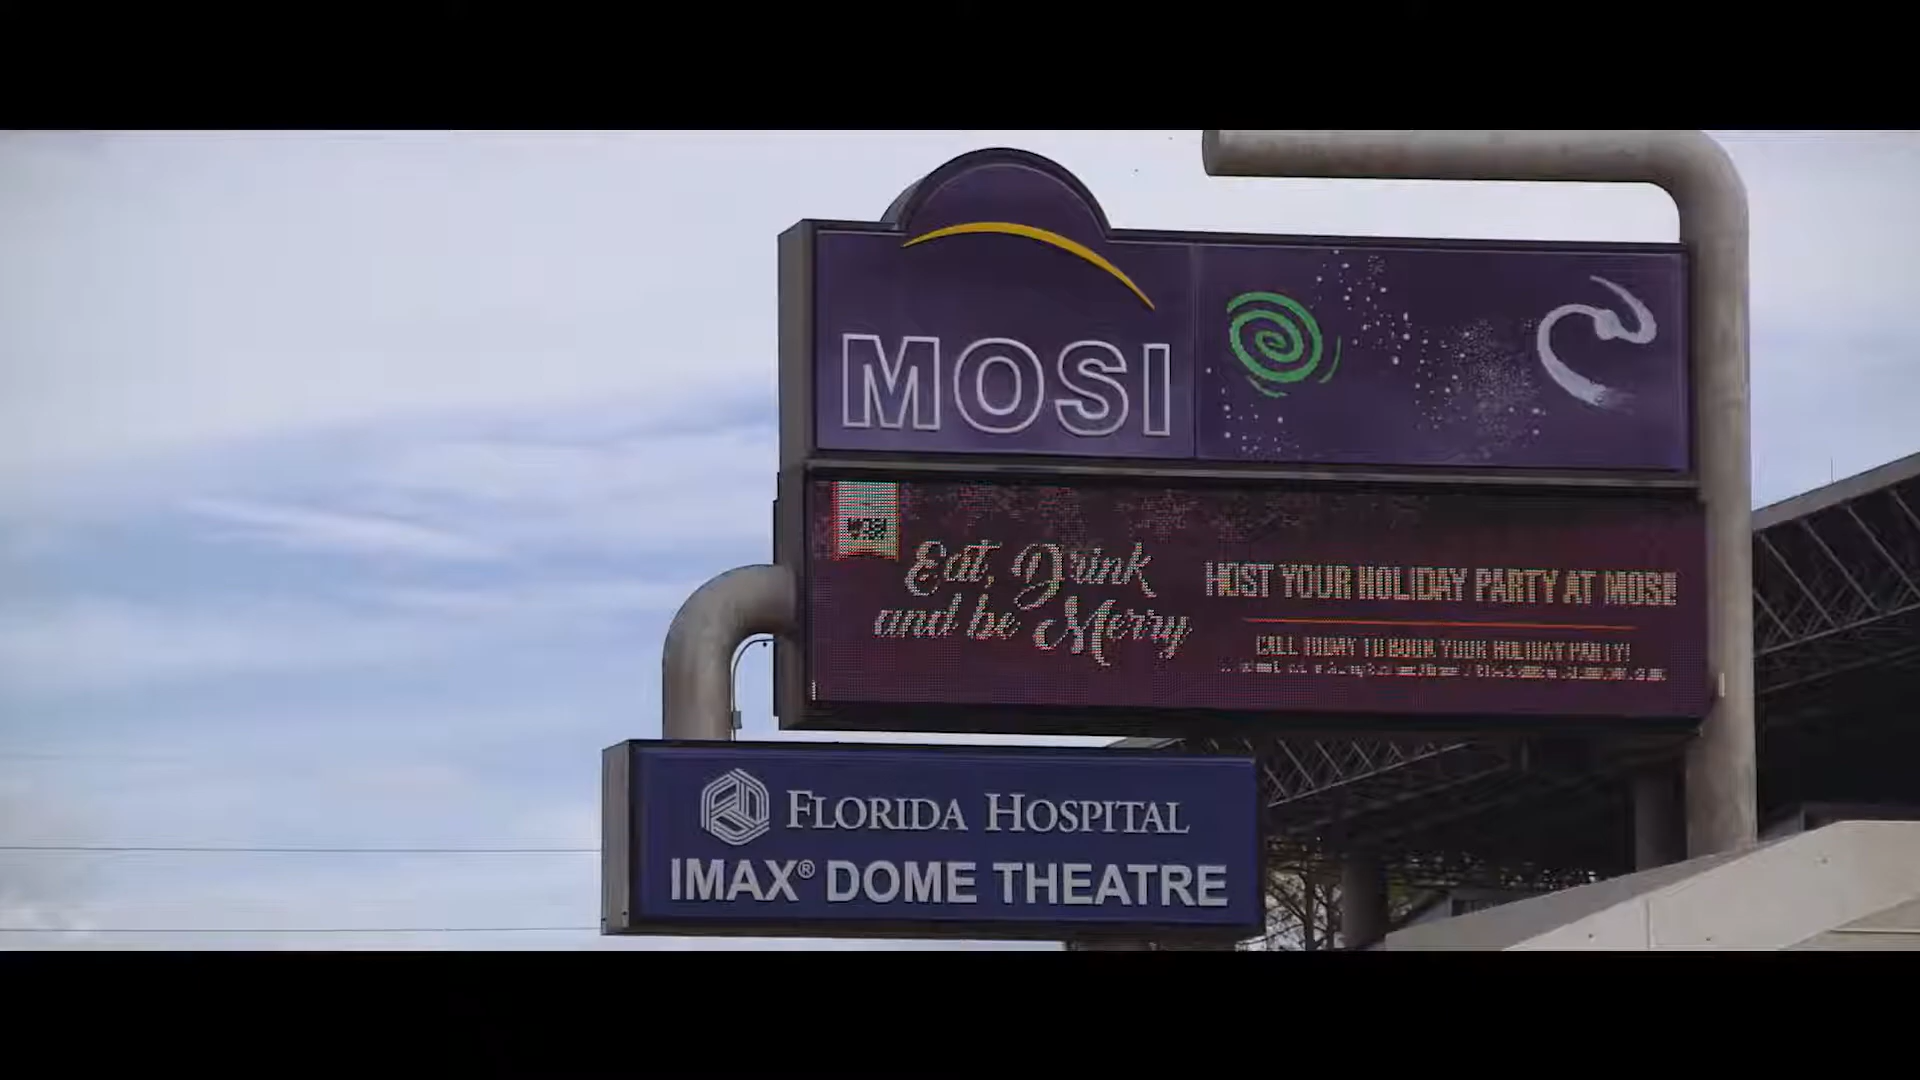 MOSI
MOSI
Eat, Drink
and be Merry
HOST YOUR HOLIDAY PARTY AT MOSI!
CALL TODAY TO BOOK YOUR HOLIDAY PARTY!
FLORIDA HOSPITAL
IMAX® DOME THEATRE